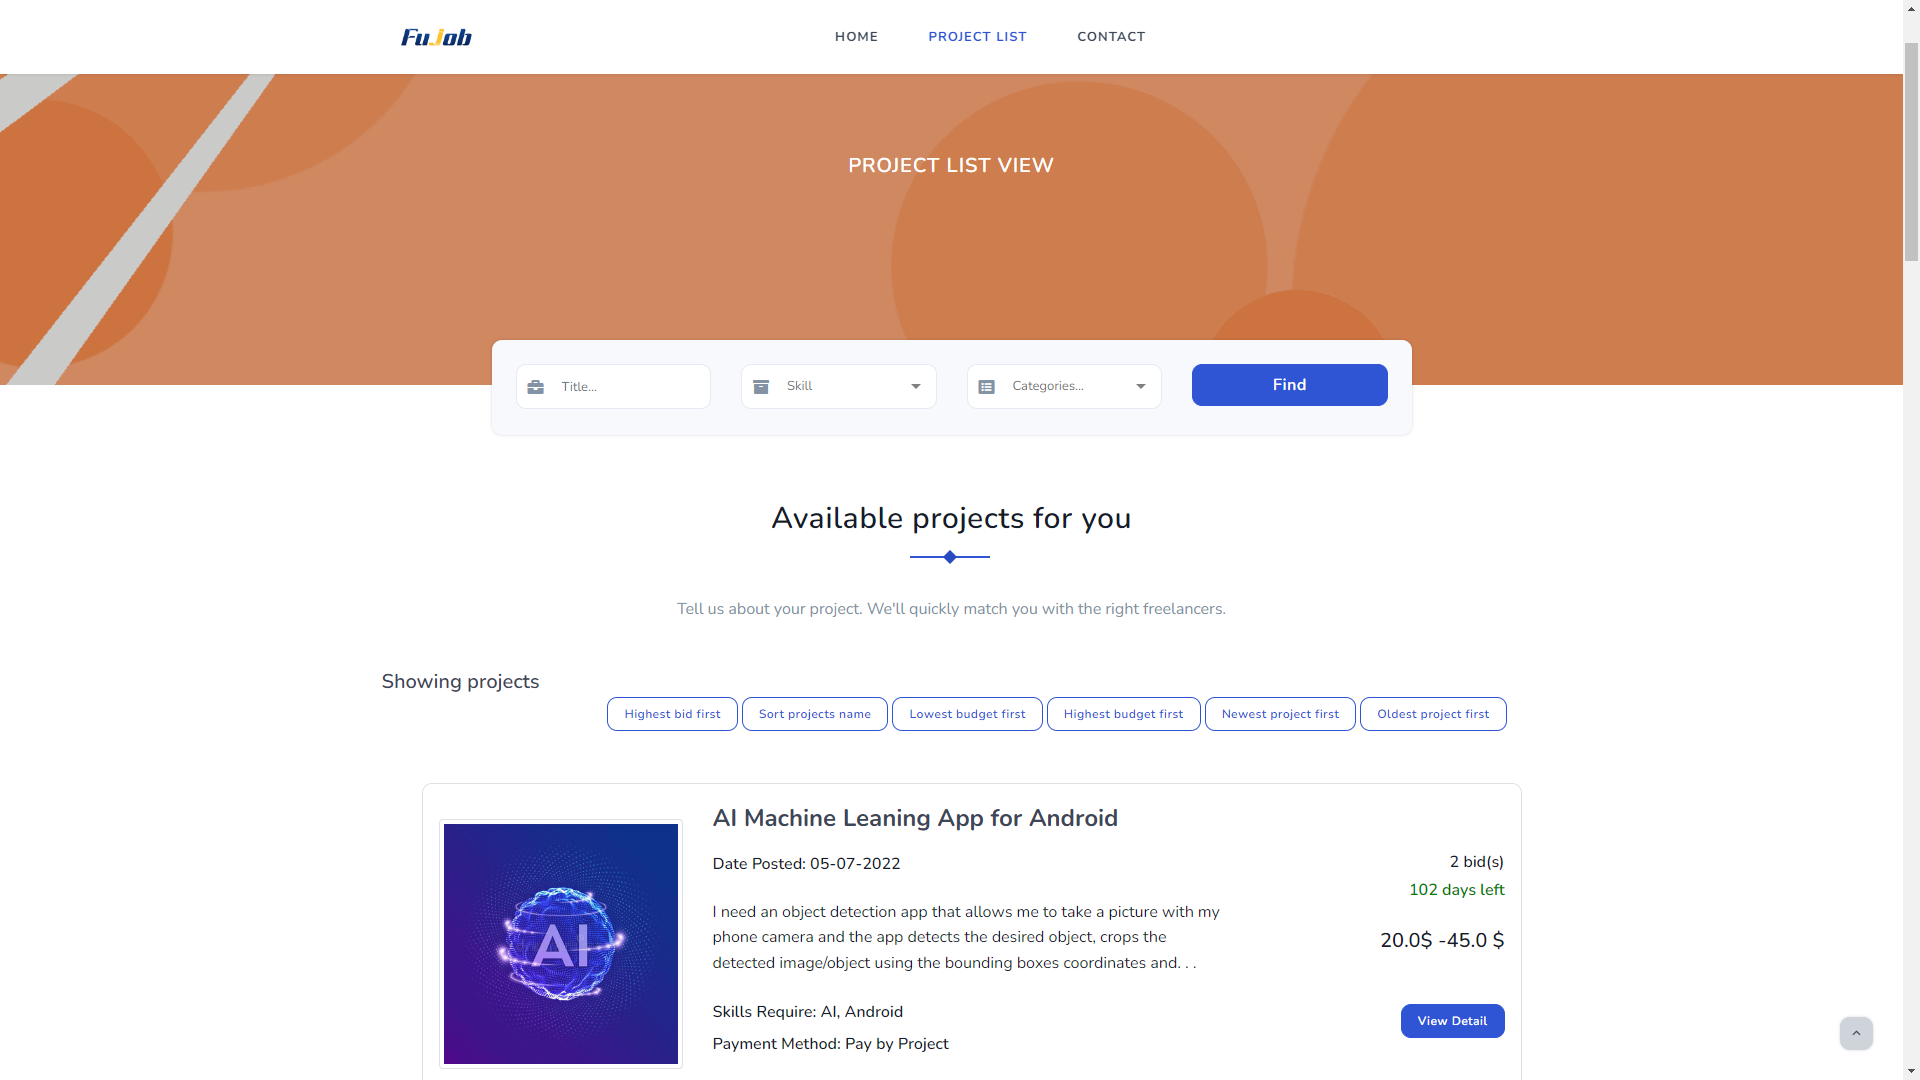 FuJob
HOME
PROJECT LIST
CONTACT
PROJECT LIST VIEW
Title...
Skill
Categories...
Find
Available projects for you
Tell us about your project. We'll quickly match you with the right freelancers.
Showing projects
Highest bid first
Sort projects name
Lowest budget first
Highest budget first
Newest project first
Oldest project first
AI
AI Machine Leaning App for Android
Date Posted: 05-07-2022
I need an object detection app that allows me to take a picture with my
phone camera and the app detects the desired object, crops the
detected image/object using the bounding boxes coordinates and. . .
Skills Require: AI, Android
Payment Method: Pay by Project
2 bid(s)
102 days left
20.0$ -45.0 $
View Detail